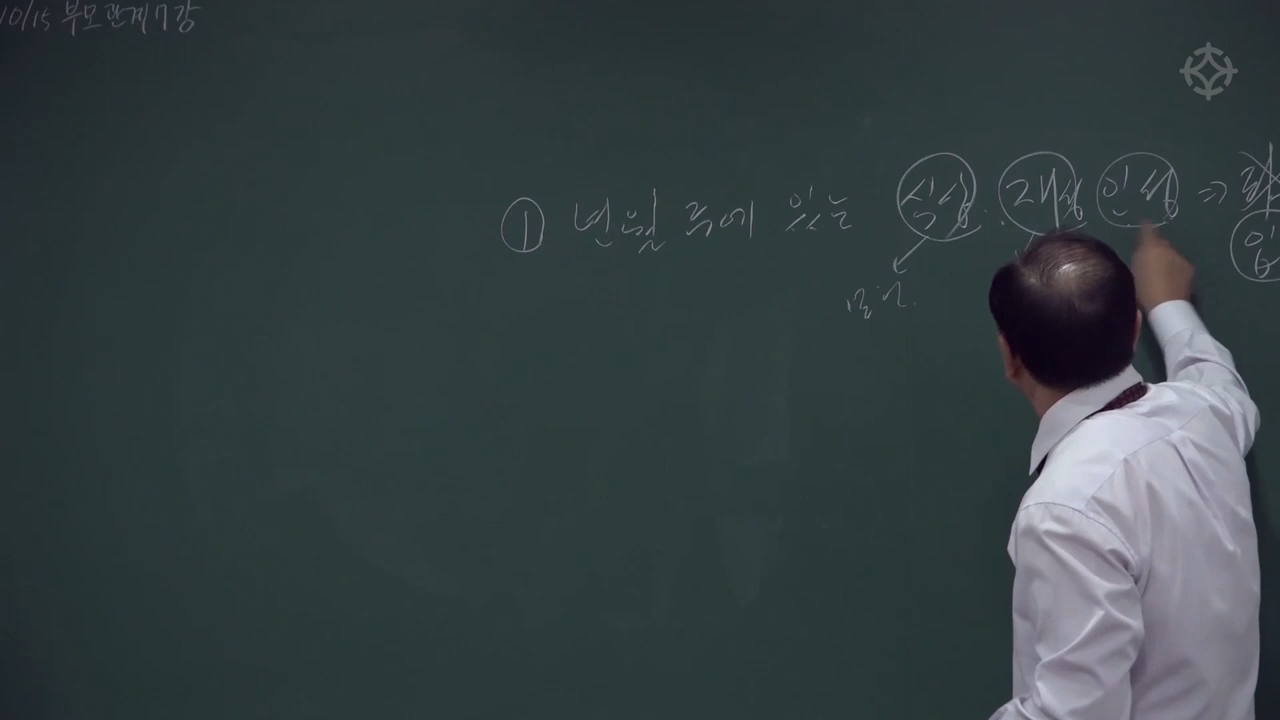 10/15 부모관계 7강
① 년월 주에 있는 식상 · 재성 인성 ⇒